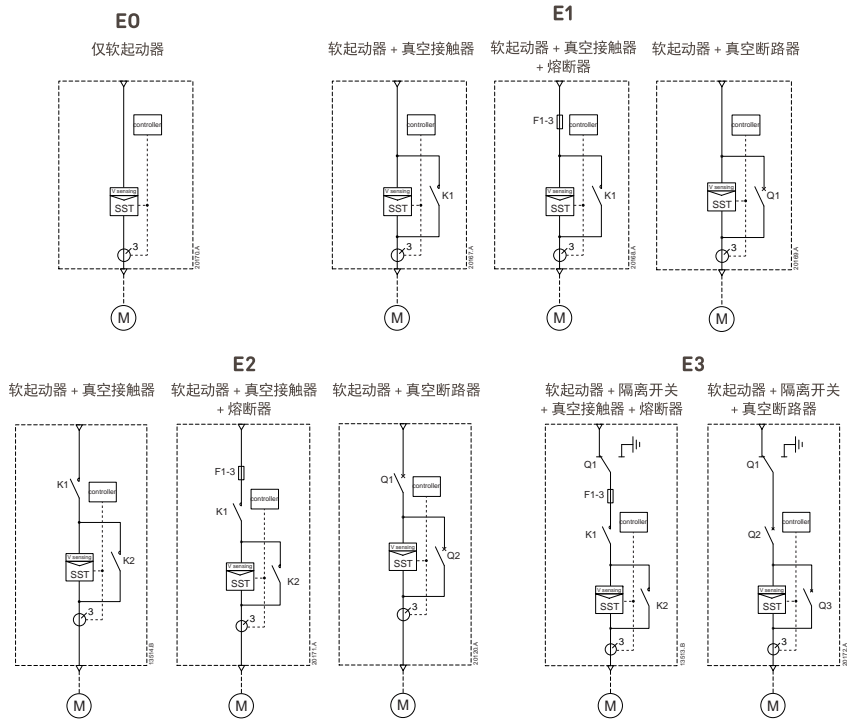 E0
仅软起动器
controller
V sensing
SST
3
20170.A
M
E1
软起动器 + 真空接触器
controller
V sensing
SST
K1
3
20167.A
M
软起动器 + 真空接触器
+ 熔断器
F1-3
controller
V sensing
SST
K1
3
20168.A
M
软起动器 + 真空断路器
controller
V sensing
SST
Q1
3
20169.A
M
E2
软起动器 + 真空接触器
K1
controller
V sensing
SST
K2
3
13514.B
M
软起动器 + 真空接触器
+ 熔断器
F1-3
K1
controller
V sensing
SST
K2
3
20171.A
M
软起动器 + 真空断路器
Q1
controller
V sensing
SST
Q2
3
20120.A
M
E3
软起动器 + 隔离开关
+ 真空接触器 + 熔断器
Q1
F1-3
K1
controller
V sensing
SST
K2
3
13513.B
M
软起动器 + 隔离开关
+ 真空断路器
Q1
Q2
controller
V sensing
SST
Q3
3
20172.A
M